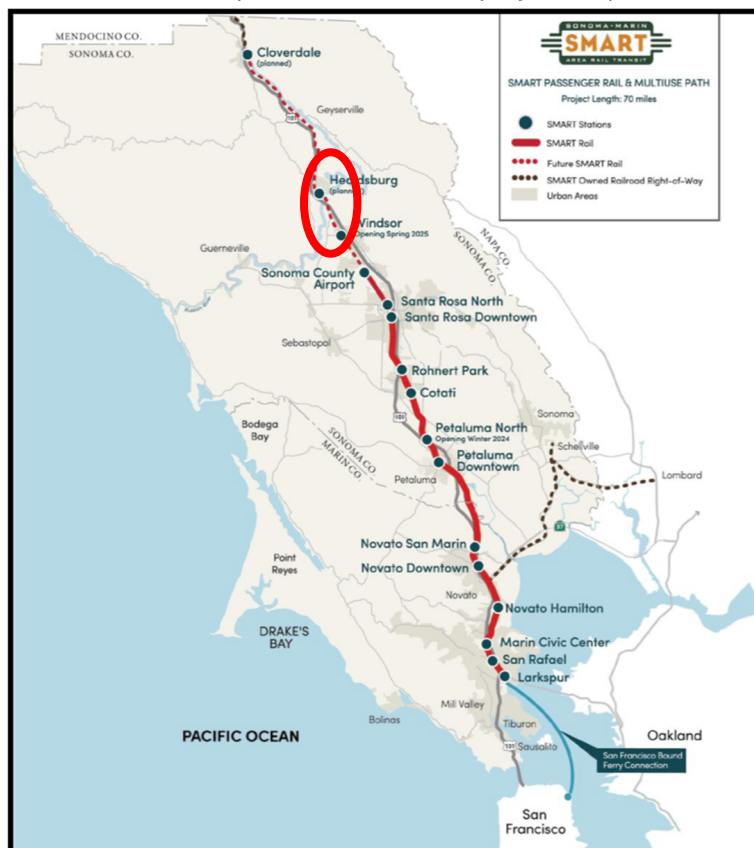 MENDOCINO CO.
SONOMA CO.
Cloverdale
(planned)
Geyserville
101
SONOMA-MARIN
SMART
AREA RAIL TRANSIT
SMART PASSENGER RAIL & MULTIUSE PATH
Project Length: 70 miles
SMART Stations
SMART Rail
Future SMART Rail
SMART Owned Railroad Right-of-Way
Urban Areas
Healdsburg
(planned)
Windsor
Opening Spring 2025
NAPA CO.
SONOMA CO.
Guerneville
Sonoma County
Airport
Santa Rosa North
Santa Rosa Downtown
Sebastopol
Rohnert Park
Cotati
101
Sonoma
Petaluma North
Opening Winter 2024
Schellville
Bodega
Bay
SONOMA CO.
MARIN CO.
Petaluma
Downtown
Petaluma
Lombard
37
Novato San Marin
Novato Downtown
Novato
Point
Reyes
Novato Hamilton
DRAKE'S
BAY
Marin Civic Center
San Rafael
Larkspur
Mill Valley
Bolinas
Tiburon
PACIFIC OCEAN
Oakland
101
Sausalito
San Francisco Bound
Ferry Connection
San
Francisco